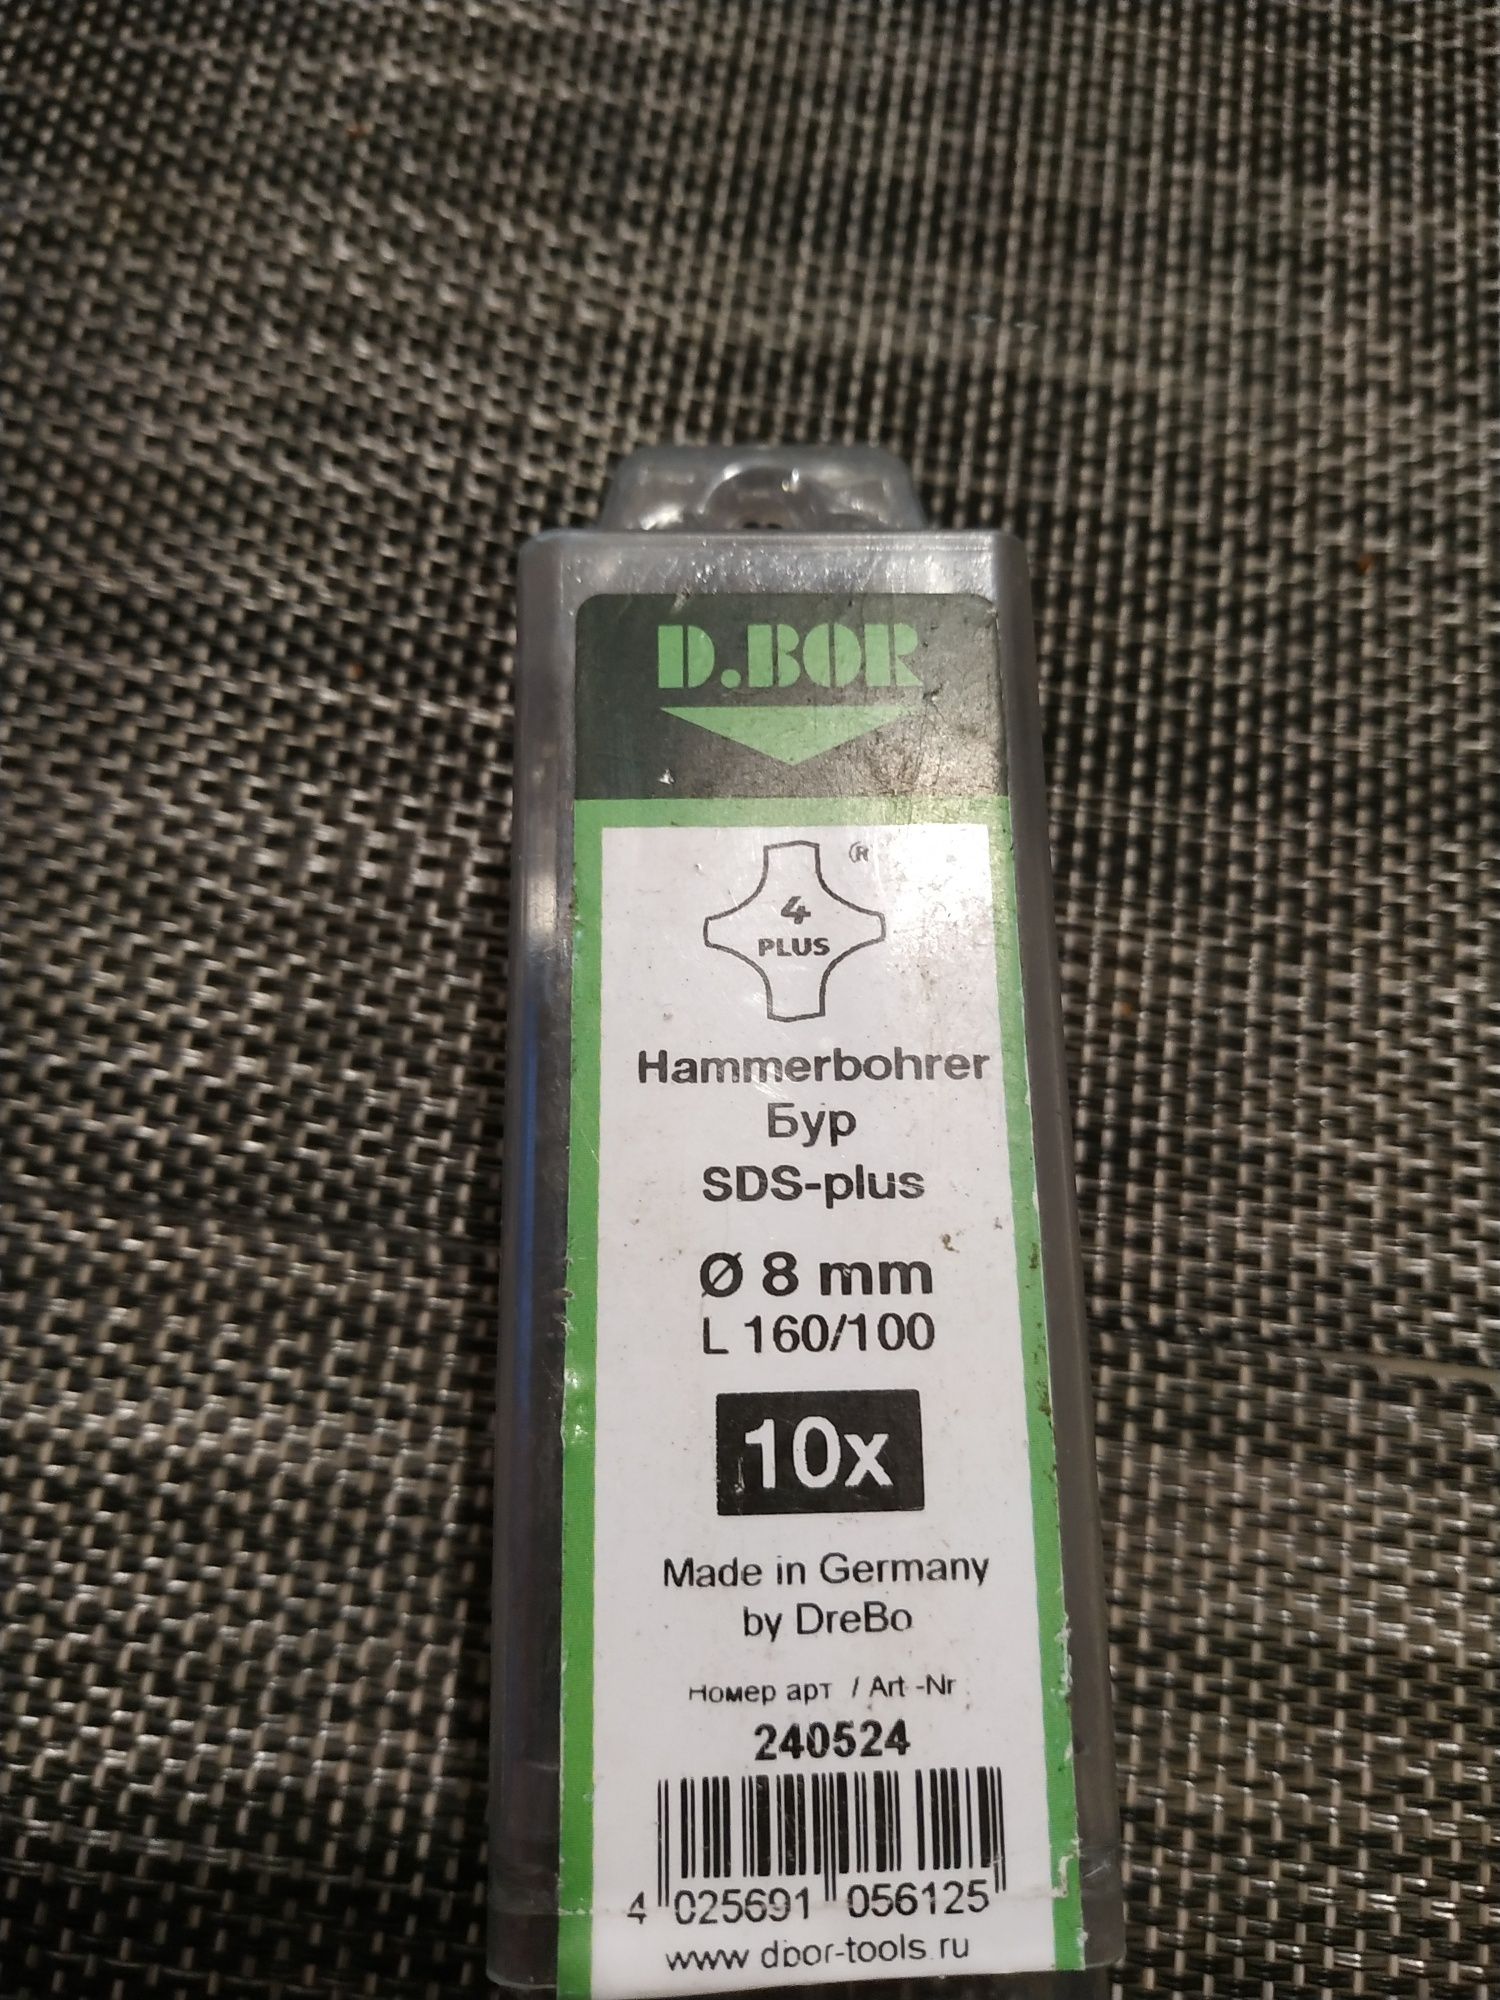 D.BOR
®
4
PLUS
Hammerbohrer
Бур
SDS-plus
Ø 8 mm
L 160/100
10x
Made in Germany
by DreBo
Номер арт / Art -Nr :
240524
4 025691 056125
www dbor-tools.ru